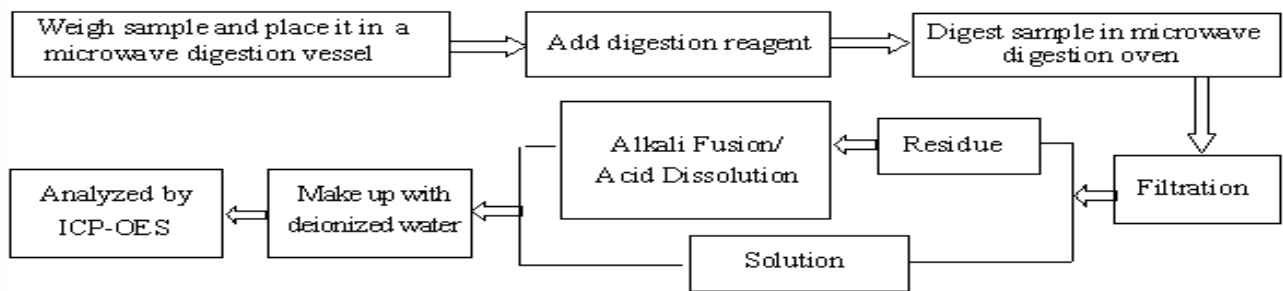 Weigh sample and place it in a
microwave digestion vessel
Add digestion reagent
Digest sample in microwave
digestion oven
Filtration
Residue
Alkali Fusion/
Acid Dissolution
Solution
Make up with
deionized water
Analyzed by
ICP-OES